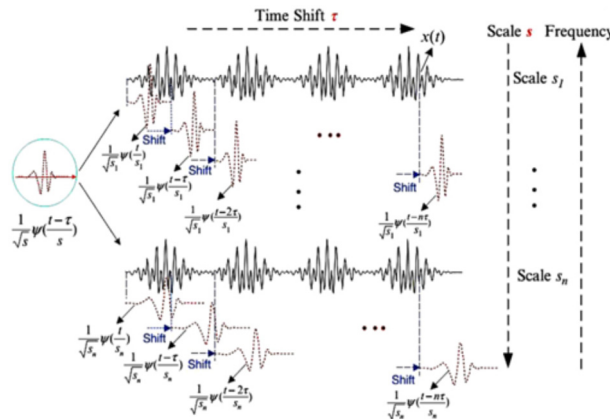 Time Shift τ
x(t)
Scale s Frequency
Scale s₁
Shift
1/√s₁ ψ(t/s₁)
Shift
1/√s₁ ψ((t−τ)/s₁)
1/√s₁ ψ((t−2τ)/s₁)
Shift
1/√s₁ ψ((t−nτ)/s₁)
1/√s ψ((t−τ)/s)
Scale sₙ
Shift
1/√sₙ ψ(t/sₙ)
Shift
1/√sₙ ψ((t−τ)/sₙ)
1/√sₙ ψ((t−2τ)/sₙ)
Shift
1/√sₙ ψ((t−nτ)/sₙ)